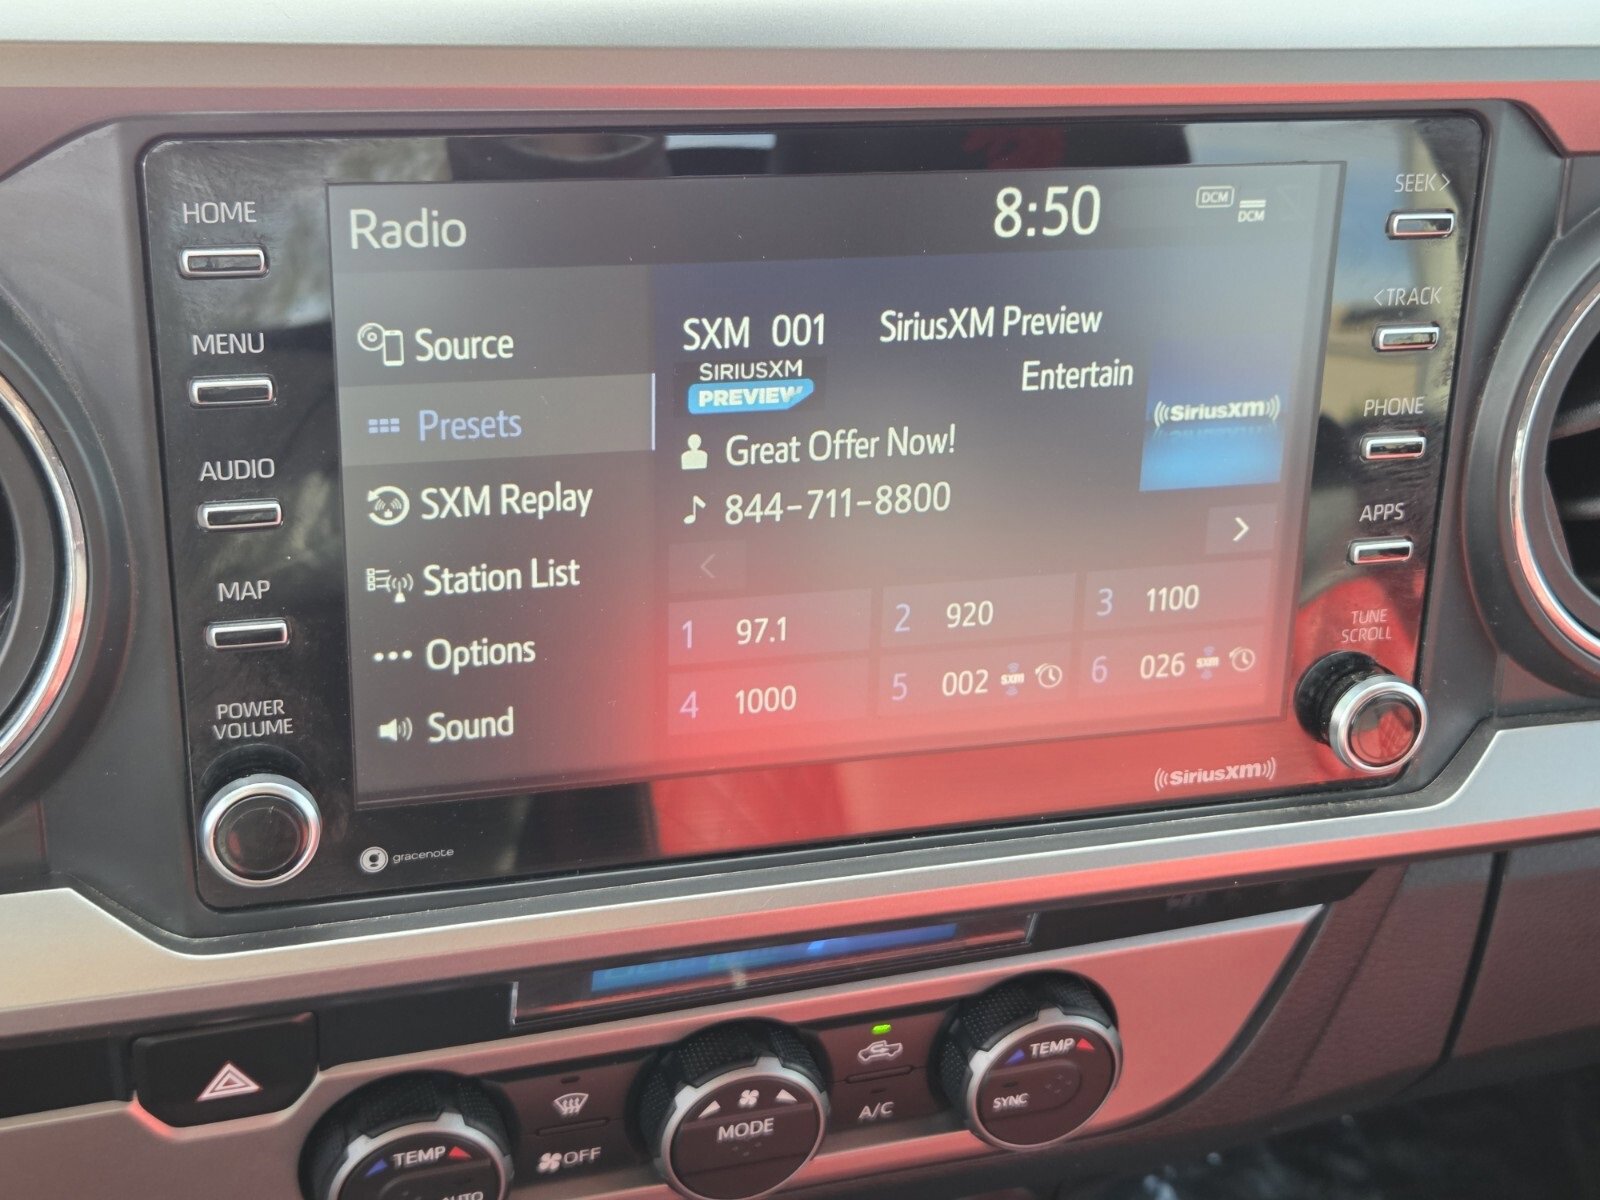 HOME
MENU
AUDIO
MAP
POWER
VOLUME
Radio
8:50
DCM
DCM
Source
Presets
SXM Replay
Station List
Options
Sound
SXM 001
SiriusXM Preview
SIRIUSXM
PREVIEW
Entertain
((SiriusXM))
Great Offer Now!
844-711-8800
<
>
1 97.1
2 920
3 1100
4 1000
5 002 sxm
6 026 sxm
SEEK>
<TRACK
PHONE
APPS
TUNE
SCROLL
g gracenote
((SiriusXM))
TEMP
AUTO
OFF
MODE
A/C
TEMP
SYNC